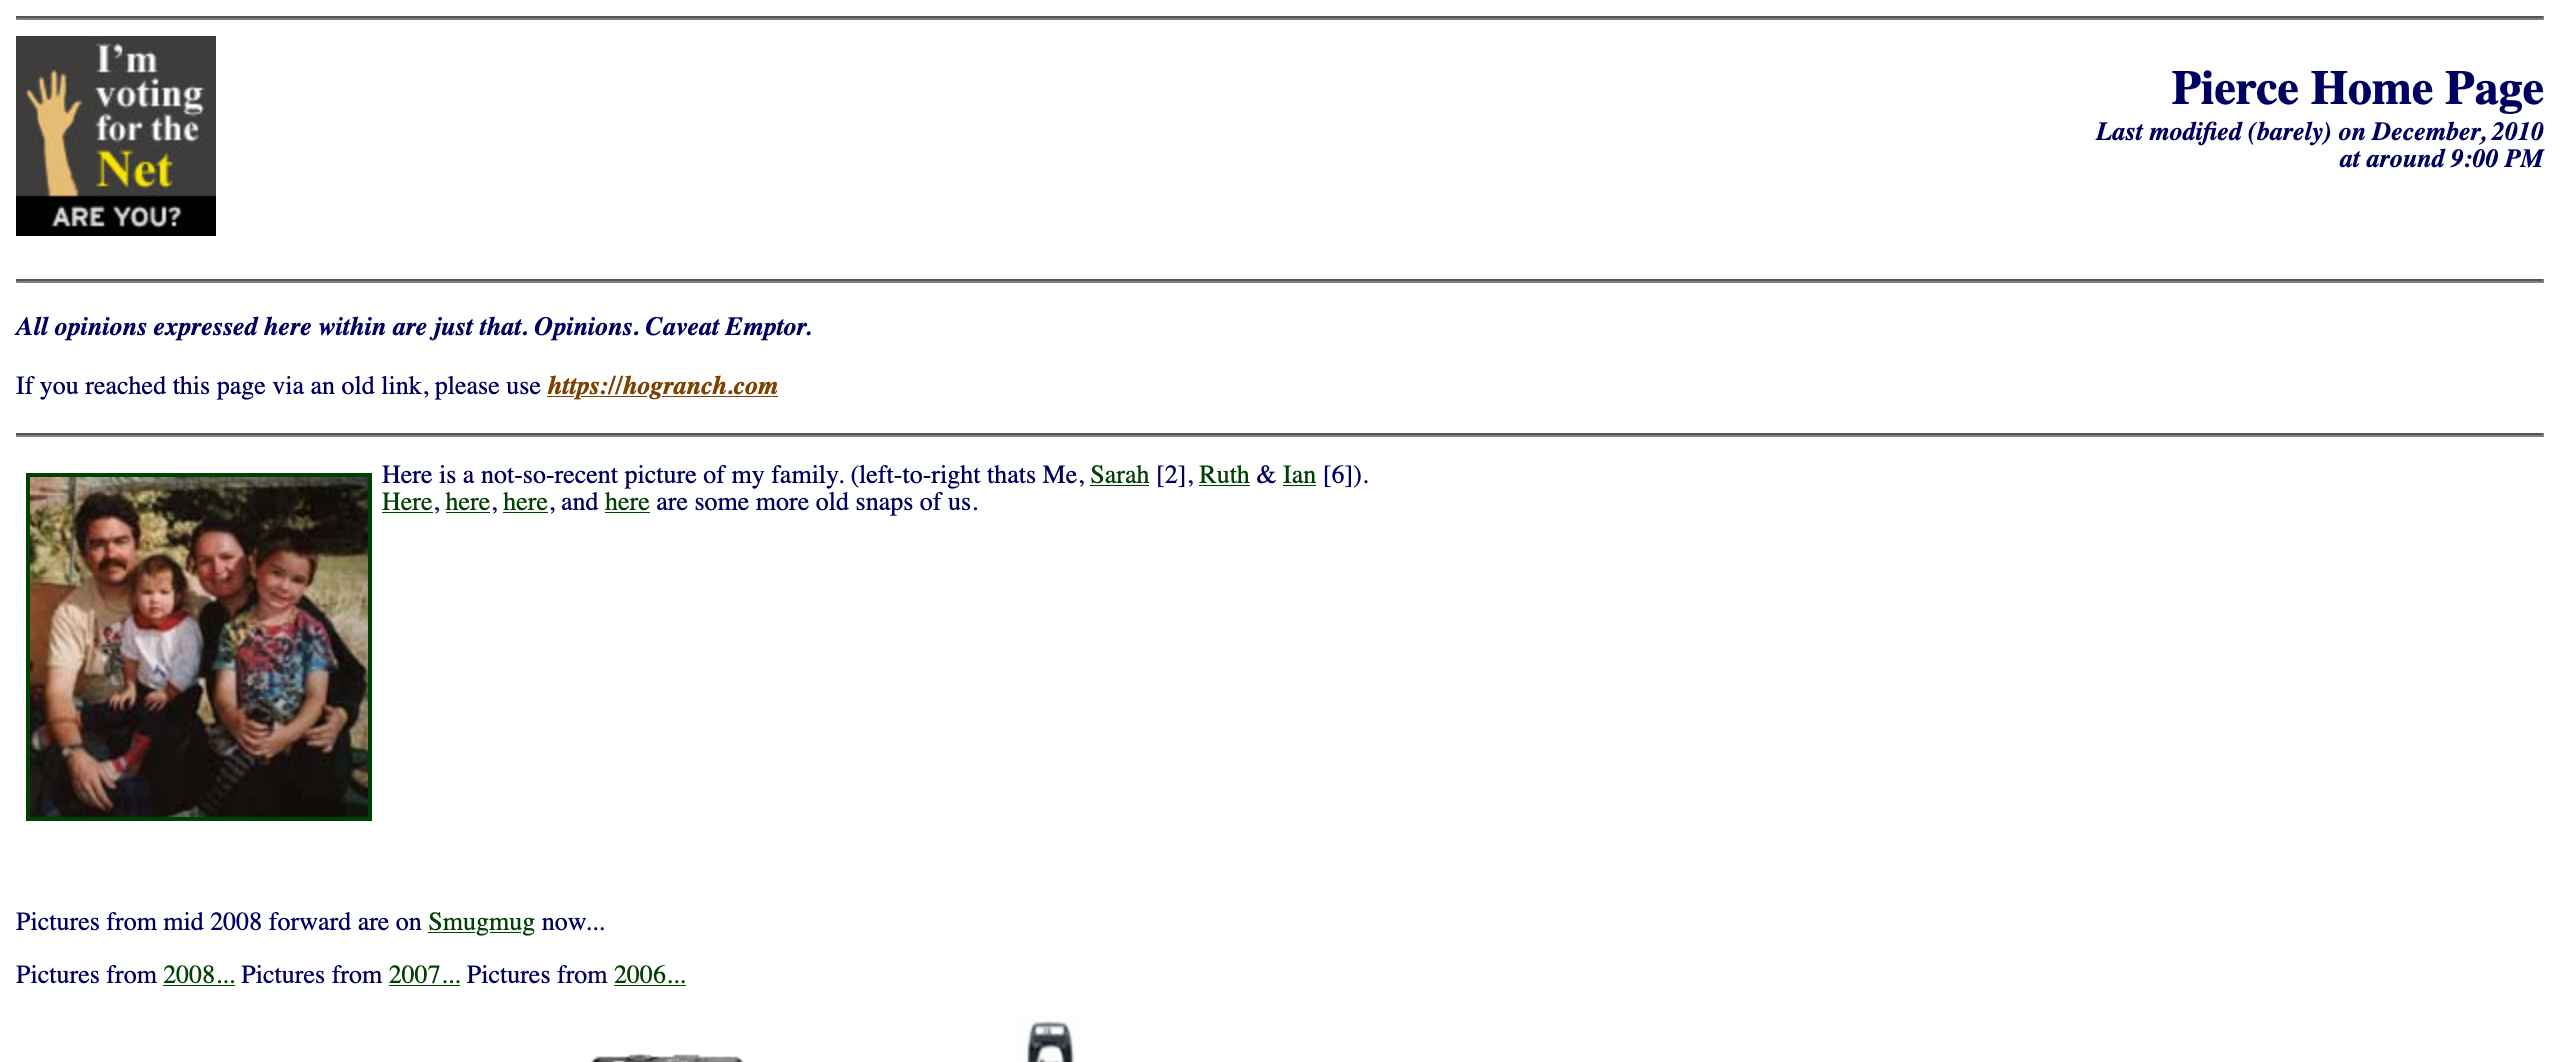 I'm
voting
for the
Net
ARE YOU?
Pierce Home Page
Last modified (barely) on December, 2010
at around 9:00 PM
All opinions expressed here within are just that. Opinions. Caveat Emptor.
If you reached this page via an old link, please use https://hogranch.com
Here is a not-so-recent picture of my family. (left-to-right thats Me, Sarah [2], Ruth & Ian [6]).
Here, here, here, and here are some more old snaps of us.
Pictures from mid 2008 forward are on Smugmug now...
Pictures from 2008... Pictures from 2007... Pictures from 2006...